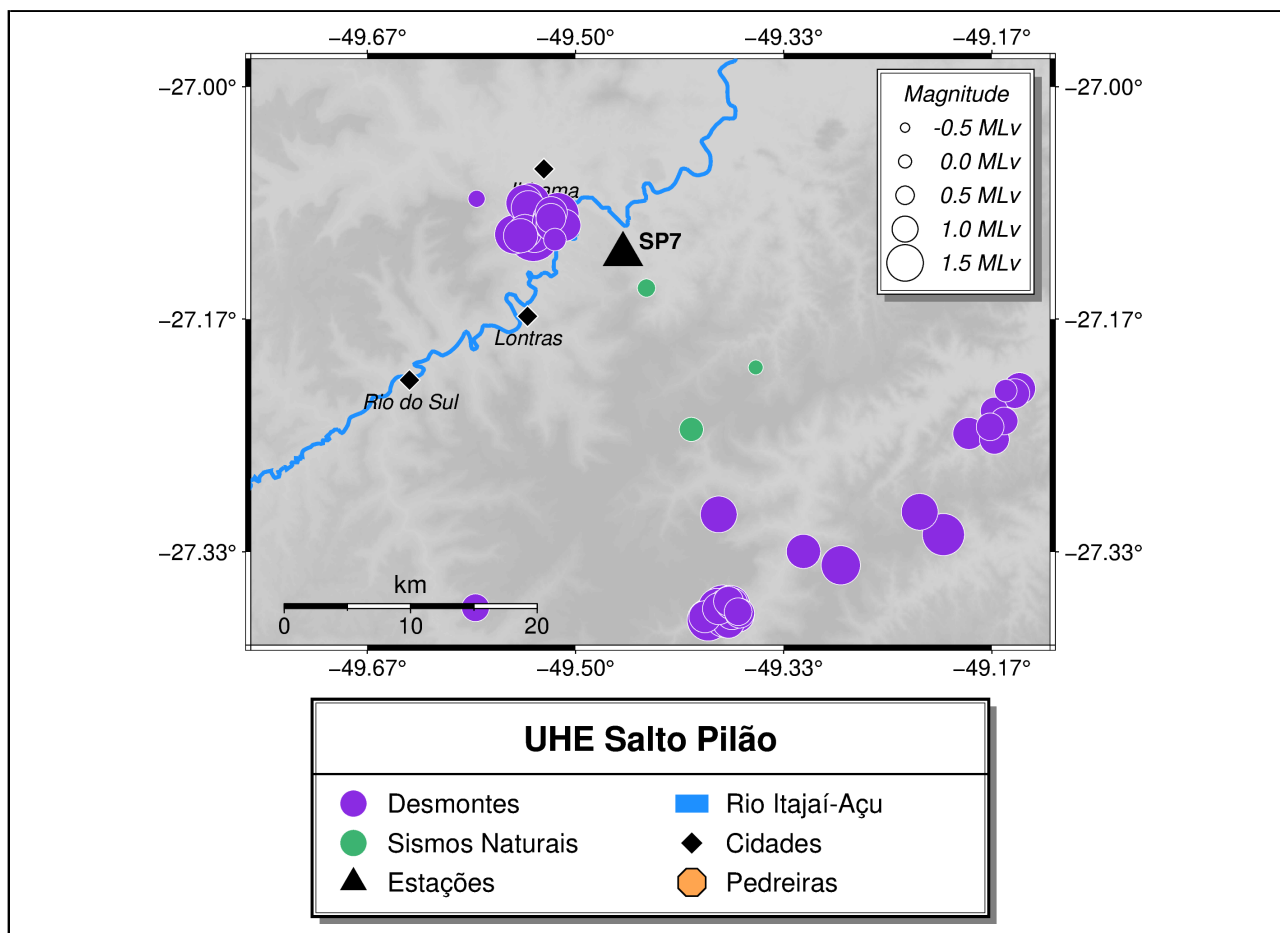 −49.67° −49.50° −49.33° −49.17°
−27.00° −27.00°
Magnitude
-0.5 MLv
0.0 MLv
0.5 MLv
1.0 MLv
1.5 MLv
SP7
−27.17° −27.17°
Lontras
Rio do Sul
−27.33° −27.33°
km
0 10 20
−49.67° −49.50° −49.33° −49.17°
UHE Salto Pilão
Desmontes Rio Itajaí-Açu
Sismos Naturais Cidades
Estações Pedreiras